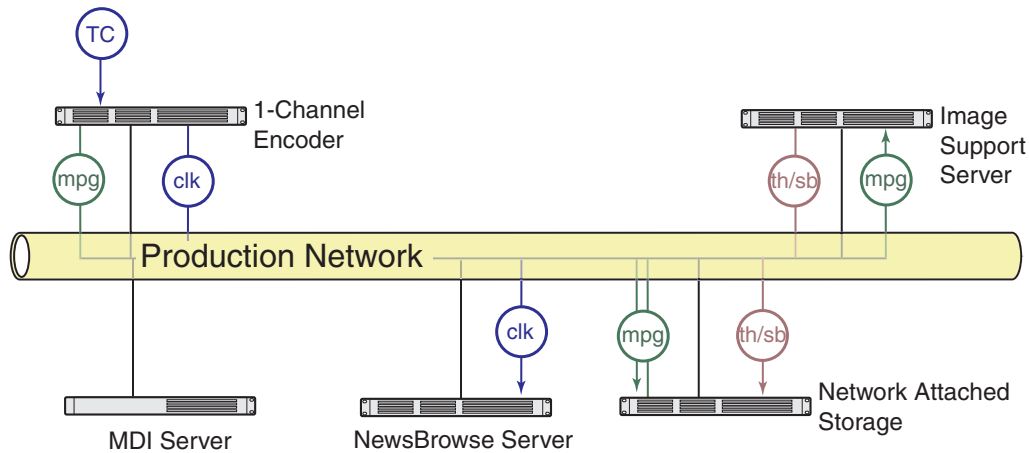 TC
1-Channel
Encoder
Image
Support
Server
mpg
clk
th/sb
mpg
Production Network
clk
mpg
th/sb
MDI Server
NewsBrowse Server
Network Attached
Storage